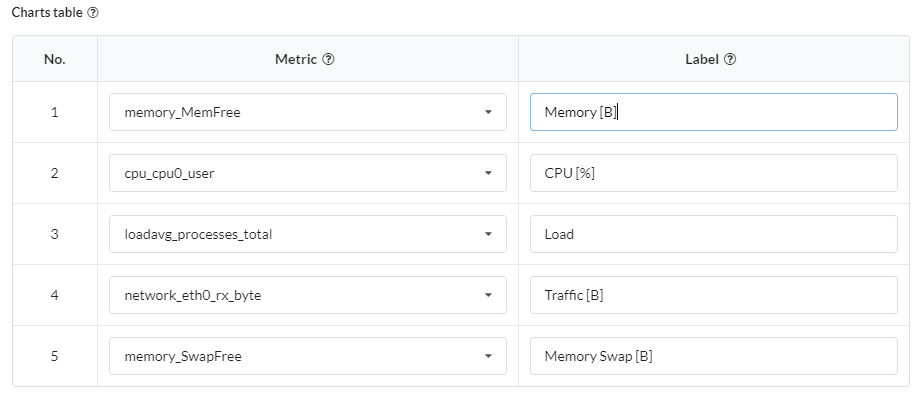 Charts table
No. Metric Label
1 memory_MemFree Memory [B]
2 cpu_cpu0_user CPU [%]
3 loadavg_processes_total Load
4 network_eth0_rx_byte Traffic [B]
5 memory_SwapFree Memory Swap [B]